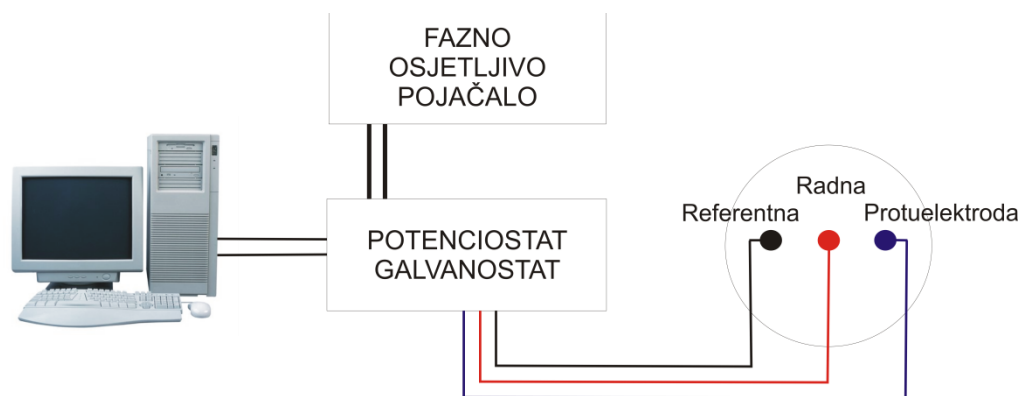 FAZNO
OSJETLJIVO
POJAČALO
Radna
Referentna
Protuelektroda
POTENCIOSTAT
GALVANOSTAT